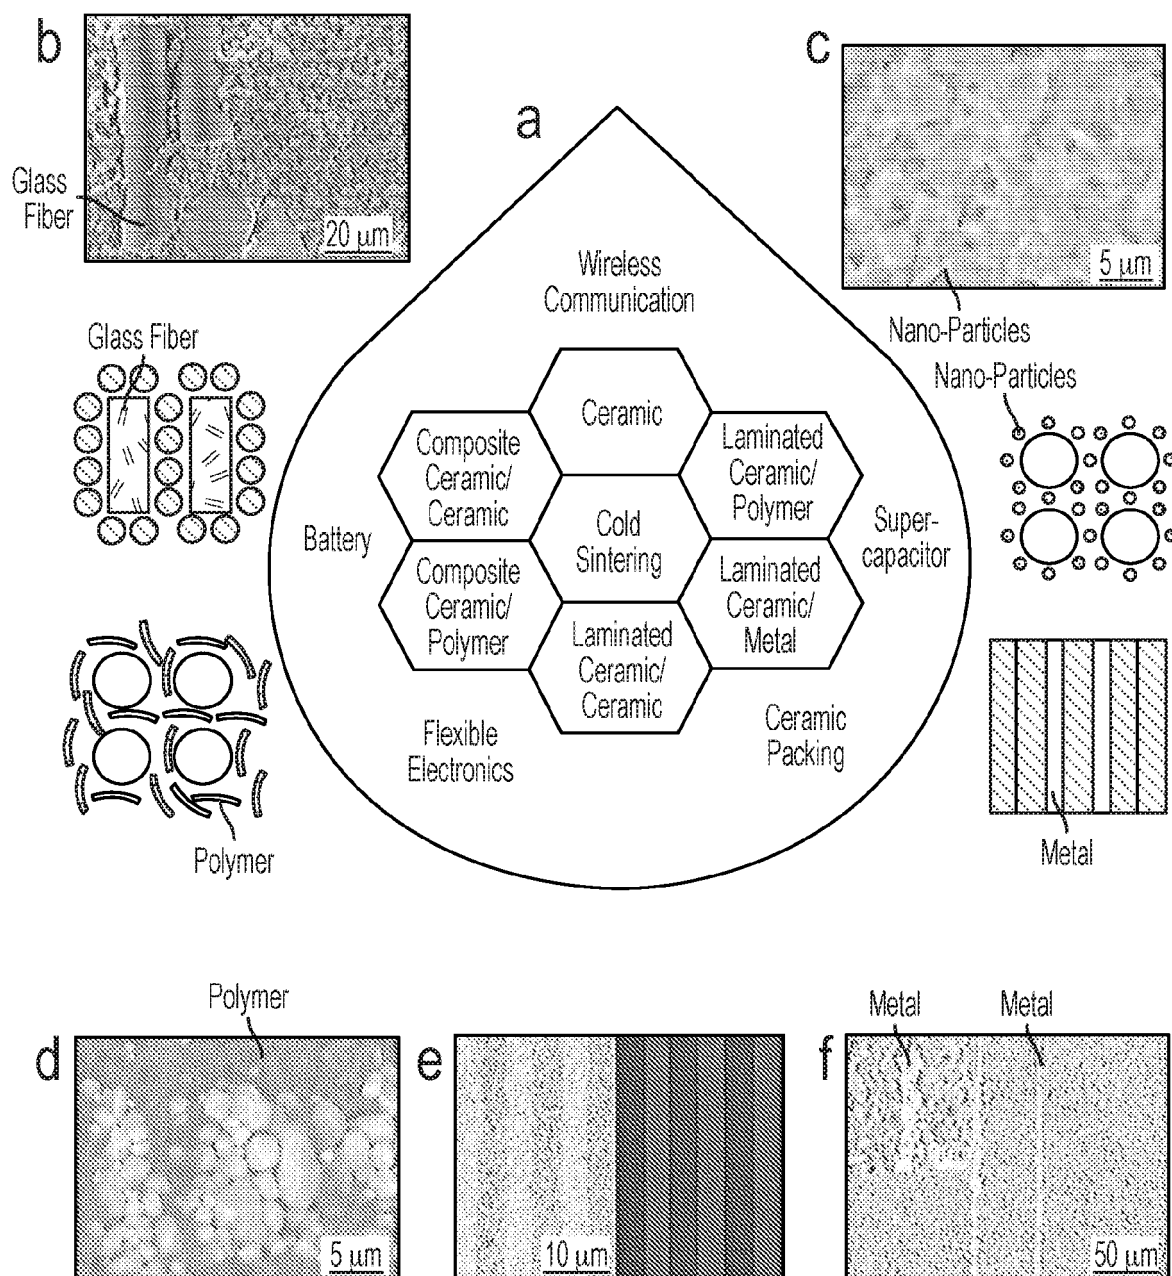 b
Glass
Fiber
20 μm
c
5 μm
Nano-Particles
a
Wireless
Communication
Glass Fiber
Nano-Particles
Ceramic
Composite
Ceramic/
Ceramic
Laminated
Ceramic/
Polymer
Battery
Cold
Sintering
Super-
capacitor
Composite
Ceramic/
Polymer
Laminated
Ceramic/
Metal
Laminated
Ceramic/
Ceramic
Flexible
Electronics
Ceramic
Packing
Polymer
Metal
d
Polymer
5 μm
e
10 μm
f
Metal
Metal
50 μm